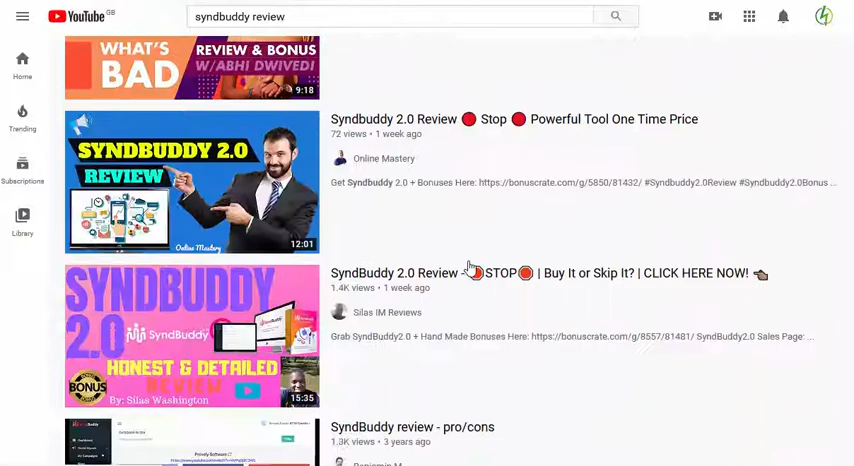 YouTube GB
syndbuddy review
WHAT'S
BAD
REVIEW & BONUS
W/ABHI DWIVEDI
9:18
Home
Trending
Subscriptions
Library
SYNDBUDDY 2.0
REVIEW
Online Mastery
12:01
Syndbuddy 2.0 Review 🔴 Stop 🔴 Powerful Tool One Time Price
72 views • 1 week ago
Online Mastery
Get Syndbuddy 2.0 + Bonuses Here: https://bonuscrate.com/g/5850/81432/ #Syndbuddy2.0Review #Syndbuddy2.0Bonus ...
SYNDBUDDY
2.0
SyndBuddy
HONEST & DETAILED
REVIEW
BONUS
By: Silas Washington
15:35
SyndBuddy 2.0 Review - 🛑STOP🛑 | Buy It or Skip It? | CLICK HERE NOW! 👈🏽
1.4K views • 1 week ago
Silas IM Reviews
Grab SyndBuddy2.0 + Hand Made Bonuses Here: https://bonuscrate.com/g/8557/81481/ SyndBuddy2.0 Sales Page: ...
SyndBuddy review - pro/cons
1.3K views • 3 years ago
Benjamin M